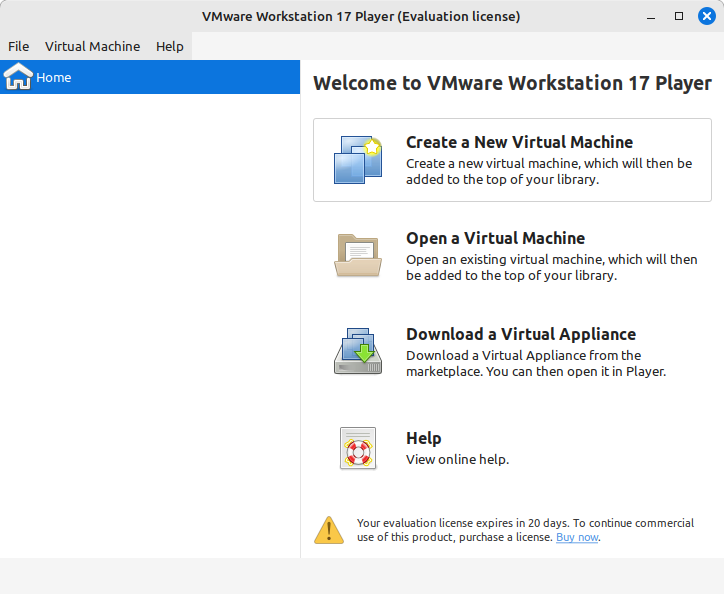 VMware Workstation 17 Player (Evaluation license)
File Virtual Machine Help
Home
Welcome to VMware Workstation 17 Player
Create a New Virtual Machine
Create a new virtual machine, which will then be
added to the top of your library.
Open a Virtual Machine
Open an existing virtual machine, which will then
be added to the top of your library.
Download a Virtual Appliance
Download a Virtual Appliance from the
marketplace. You can then open it in Player.
Help
View online help.
Your evaluation license expires in 20 days. To continue commercial
use of this product, purchase a license. Buy now.